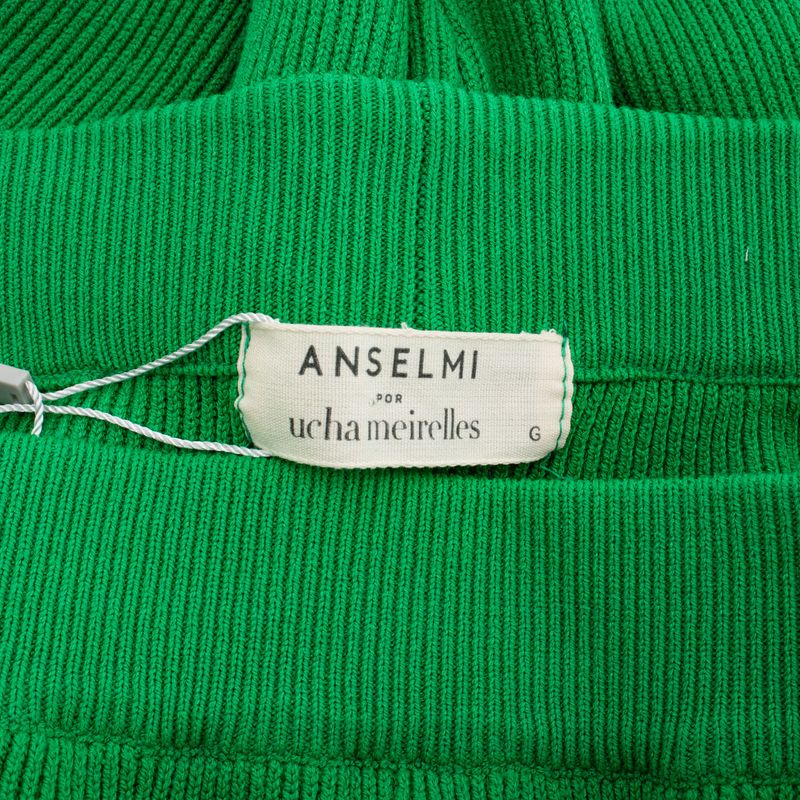 ANSELMI
POR
ucha meirelles
G